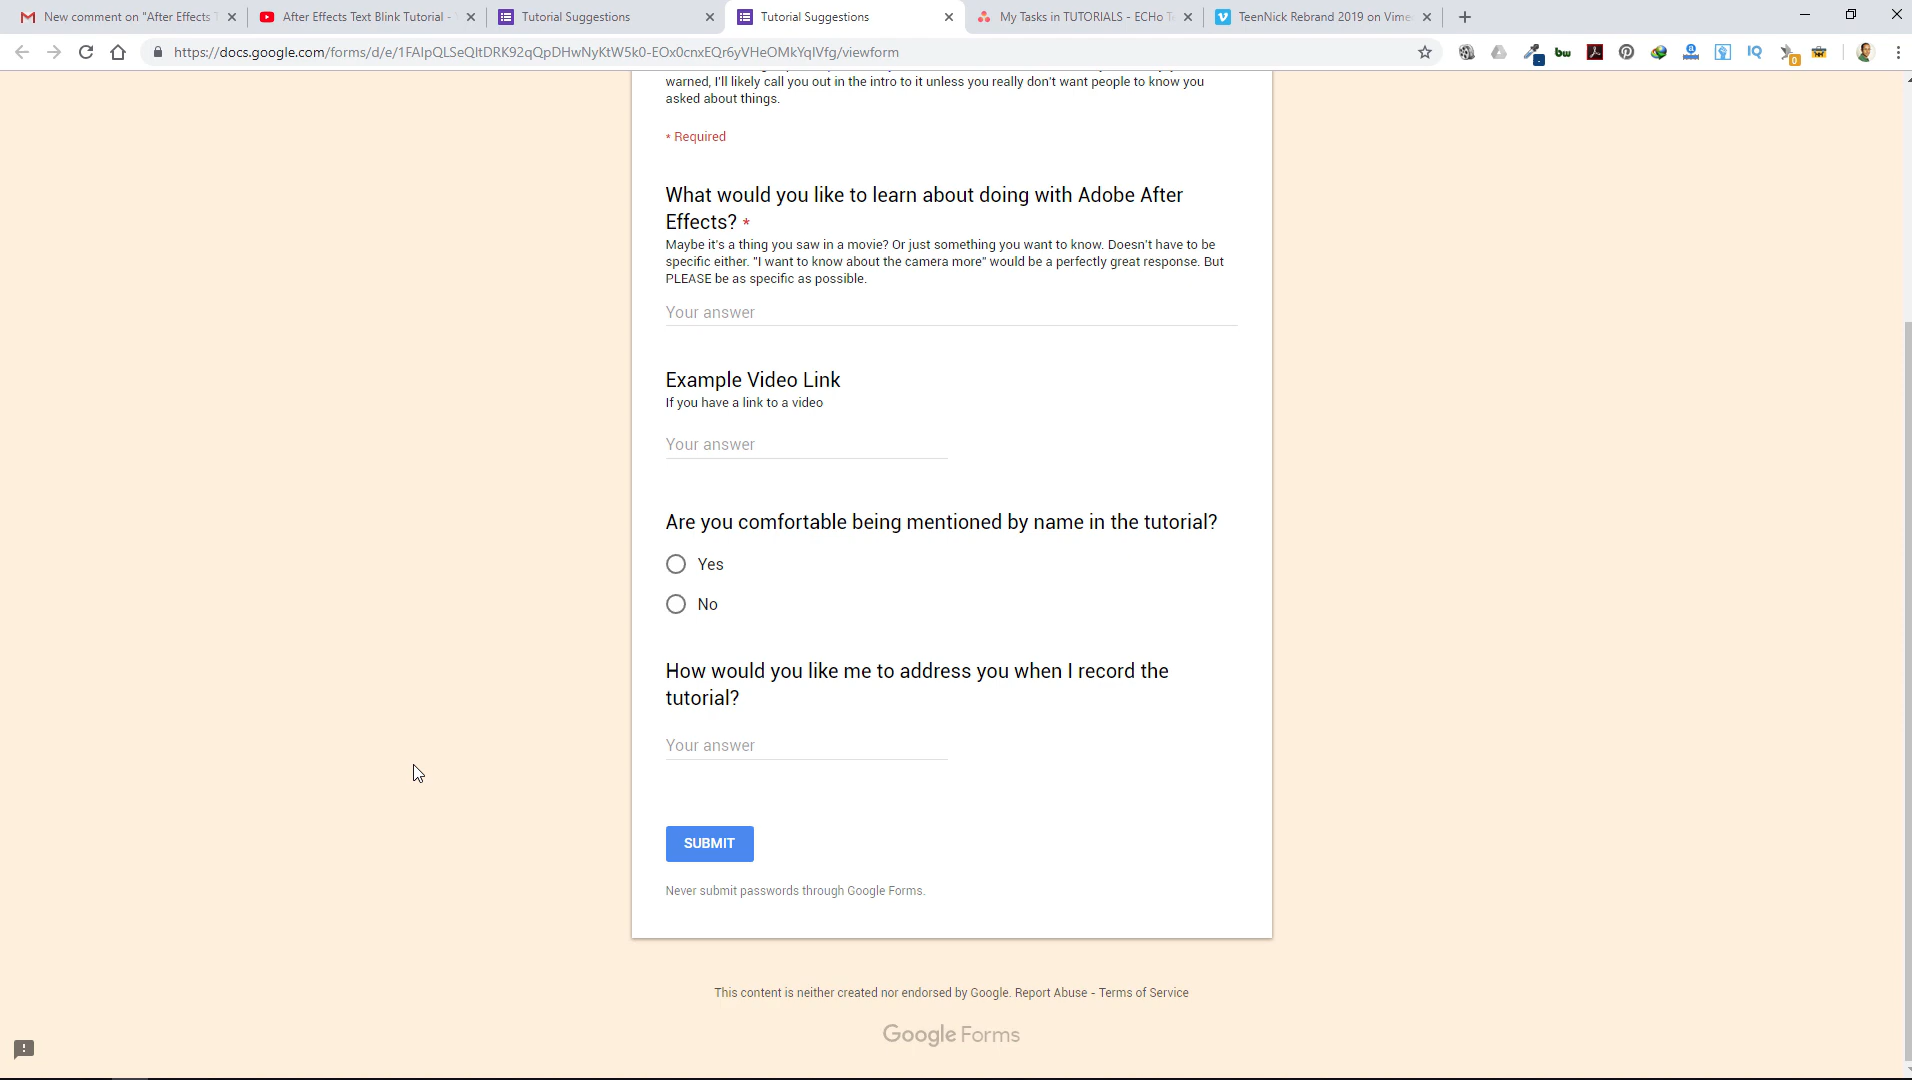 New comment on "After Effects T
After Effects Text Blink Tutorial -
Tutorial Suggestions
Tutorial Suggestions
My Tasks in TUTORIALS - ECHo T
TeenNick Rebrand 2019 on Vime
https://docs.google.com/forms/d/e/1FAIpQLSeQltDRK92qQpDHwNyKtW5k0-EOx0cnxEQr6yVHeOMkYqIVfg/viewform
bw
IQ
0
warned, I'll likely call you out in the intro to it unless you really don't want people to know you
asked about things.
* Required
What would you like to learn about doing with Adobe After
Effects? *
Maybe it's a thing you saw in a movie? Or just something you want to know. Doesn't have to be
specific either. "I want to know about the camera more" would be a perfectly great response. But
PLEASE be as specific as possible.
Your answer
Example Video Link
If you have a link to a video
Your answer
Are you comfortable being mentioned by name in the tutorial?
Yes
No
How would you like me to address you when I record the
tutorial?
Your answer
SUBMIT
Never submit passwords through Google Forms.
This content is neither created nor endorsed by Google. Report Abuse - Terms of Service
Google Forms